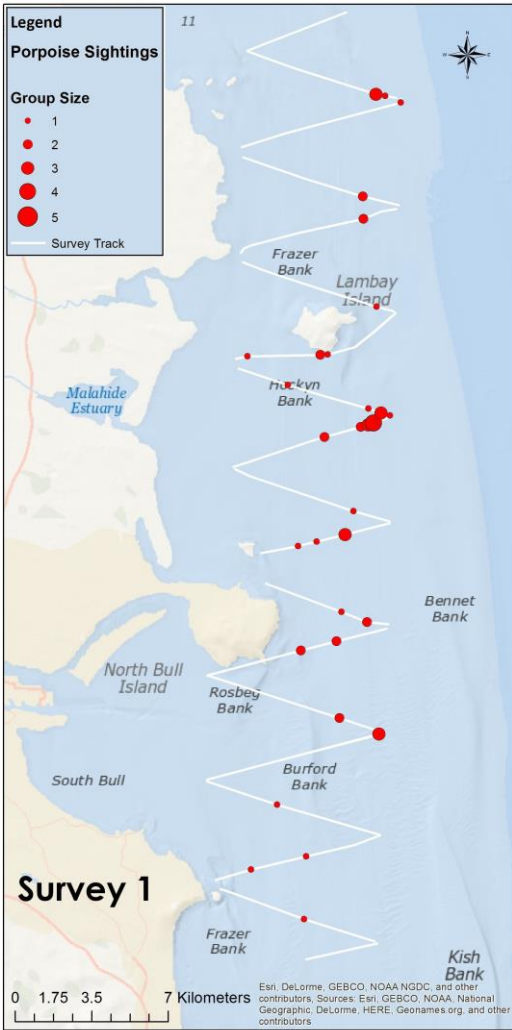 Legend
Porpoise Sightings
Group Size
1
2
3
4
5
Survey Track
11
N
W
E
S
Frazer
Bank
Lambay
Island
Hockyn
Bank
Malahide
Estuary
Bennet
Bank
North Bull
Island
Rosbeg
Bank
South Bull
Burford
Bank
Survey 1
Frazer
Bank
Kish
Bank
0 1.75 3.5 7 Kilometers
Esri, DeLorme, GEBCO, NOAA NGDC, and other
contributors, Sources: Esri, GEBCO, NOAA, National
Geographic, DeLorme, HERE, Geonames.org, and other
contributors